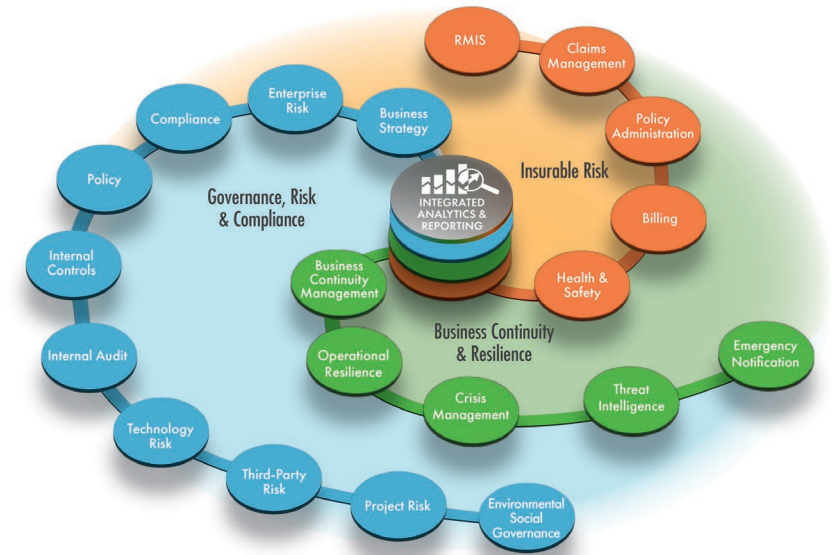 RMIS
Claims
Management
Policy
Administration
Billing
Health &
Safety
Insurable Risk
Enterprise
Risk
Business
Strategy
Compliance
Policy
Internal
Controls
Internal Audit
Technology
Risk
Third-Party
Risk
Project Risk
Environmental
Social
Governance
Governance, Risk
& Compliance
INTEGRATED
ANALYTICS &
REPORTING
Business
Continuity
Management
Operational
Resilience
Crisis
Management
Threat
Intelligence
Emergency
Notification
Business Continuity
& Resilience